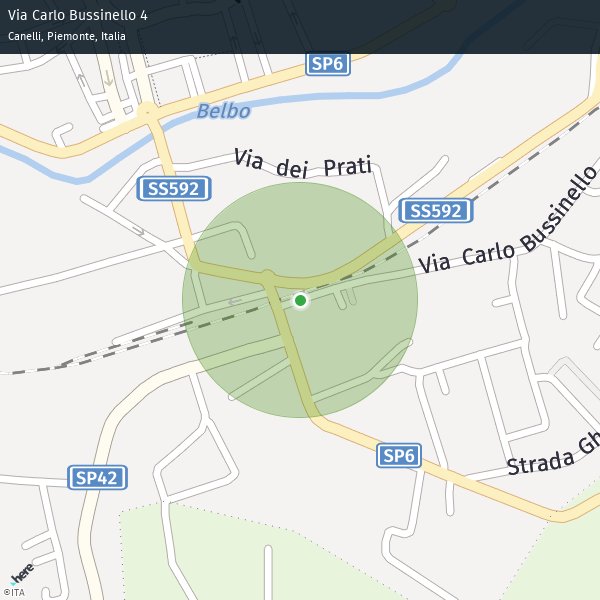 Via Carlo Bussinello 4
Canelli, Piemonte, Italia
SP6
Belbo
Via dei Prati
SS592
SS592
Via Carlo Bussinello
SP6
Strada Gh
SP42
here
©ITA